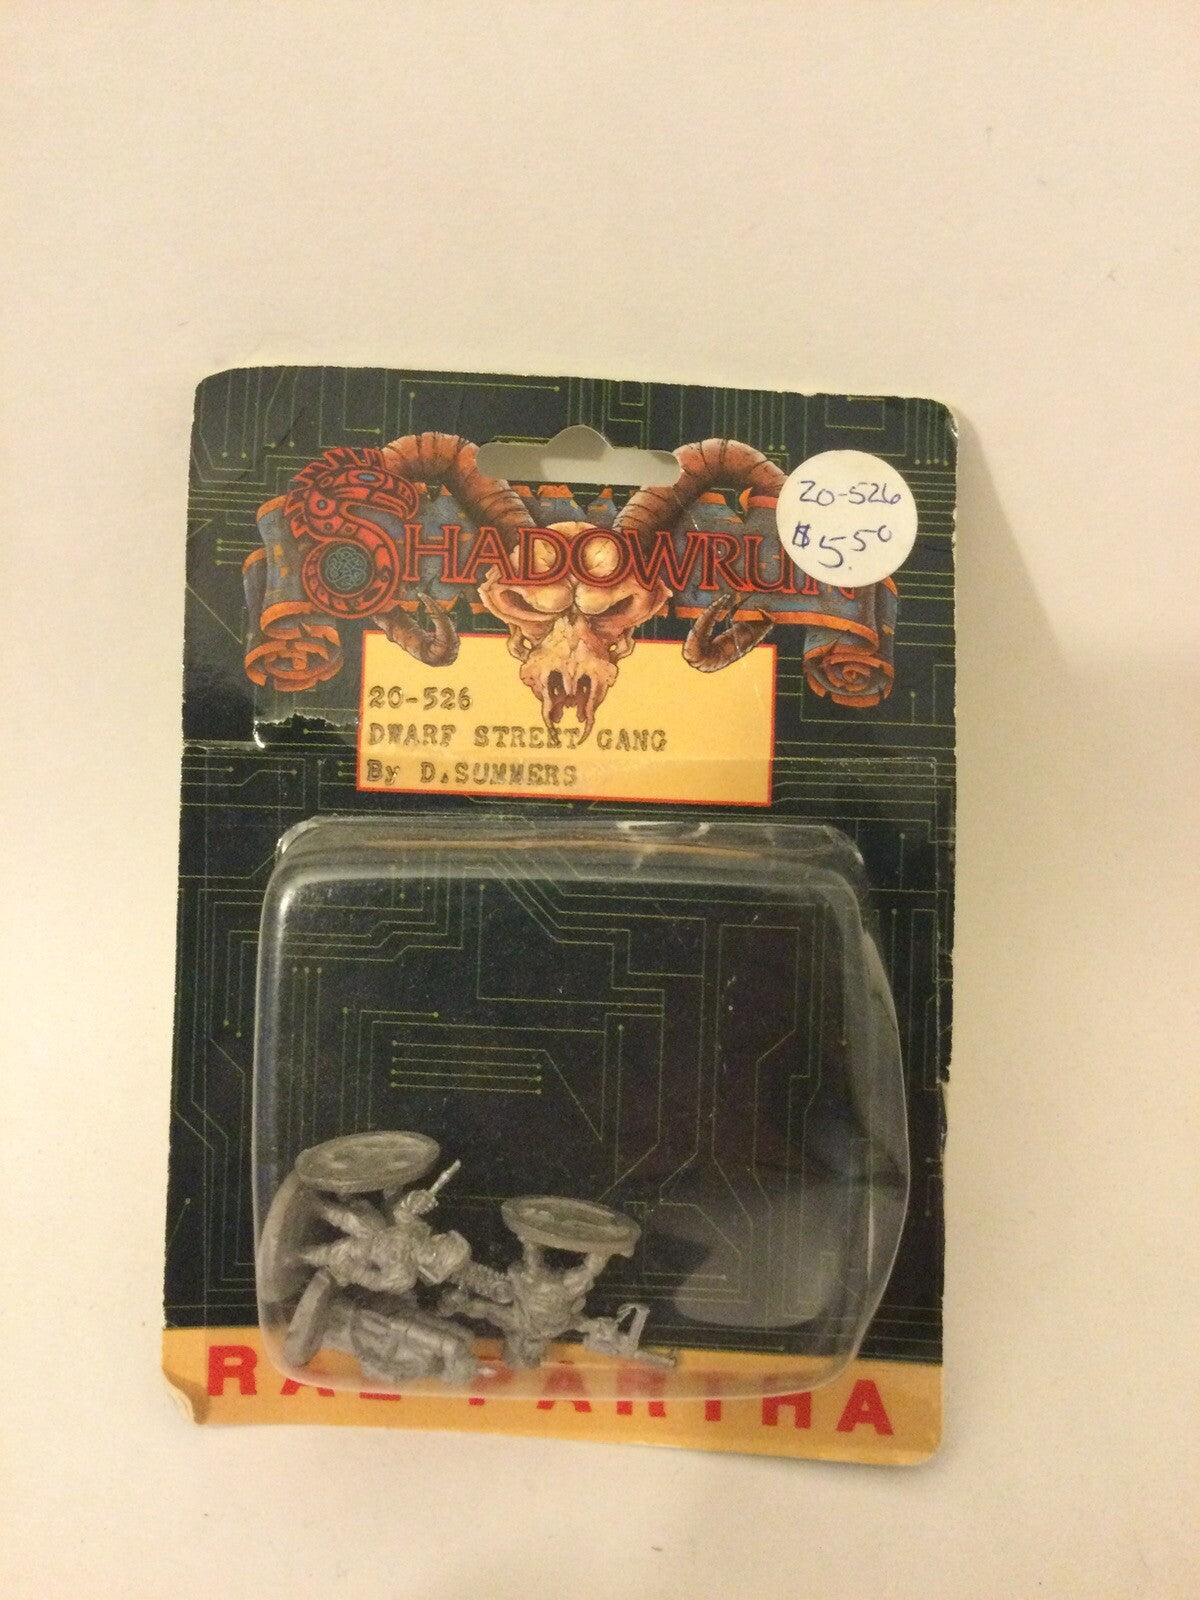 SHADOWRUN
20-526
$5.50
20-526
DWARF STREET GANG
By D.SUMMERS
RAL PARTHA